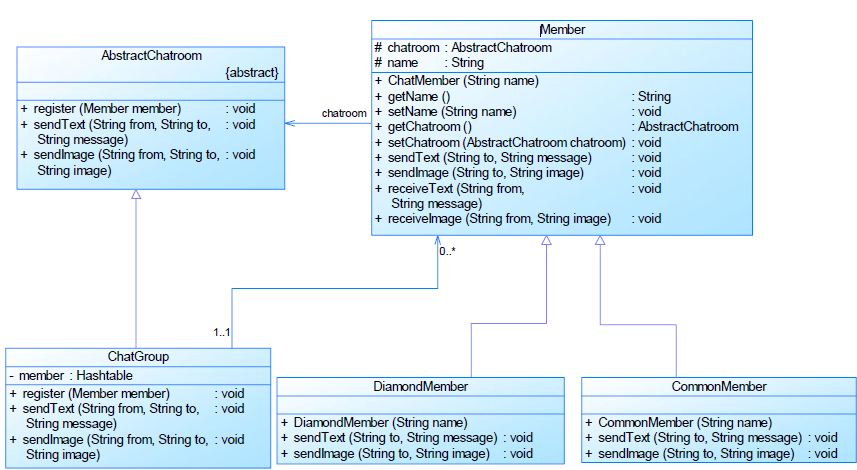 AbstractChatroom
{abstract}
+ register (Member member) : void
+ sendText (String from, String to, : void
String message)
+ sendImage (String from, String to, : void
String image)
chatroom
Member
# chatroom : AbstractChatroom
# name : String
+ ChatMember (String name)
+ getName () : String
+ setName (String name) : void
+ getChatroom () : AbstractChatroom
+ setChatroom (AbstractChatroom chatroom) : void
+ sendText (String to, String message) : void
+ sendImage (String to, String image) : void
+ receiveText (String from, : void
String message)
+ receiveImage (String from, String image) : void
0..*
1..1
ChatGroup
- member : Hashtable
+ register (Member member) : void
+ sendText (String from, String to, : void
String message)
+ sendImage (String from, String to, : void
String image)
DiamondMember
+ DiamondMember (String name)
+ sendText (String to, String message) : void
+ sendImage (String to, String image) : void
CommonMember
+ CommonMember (String name)
+ sendText (String to, String message) : void
+ sendImage (String to, String image) : void